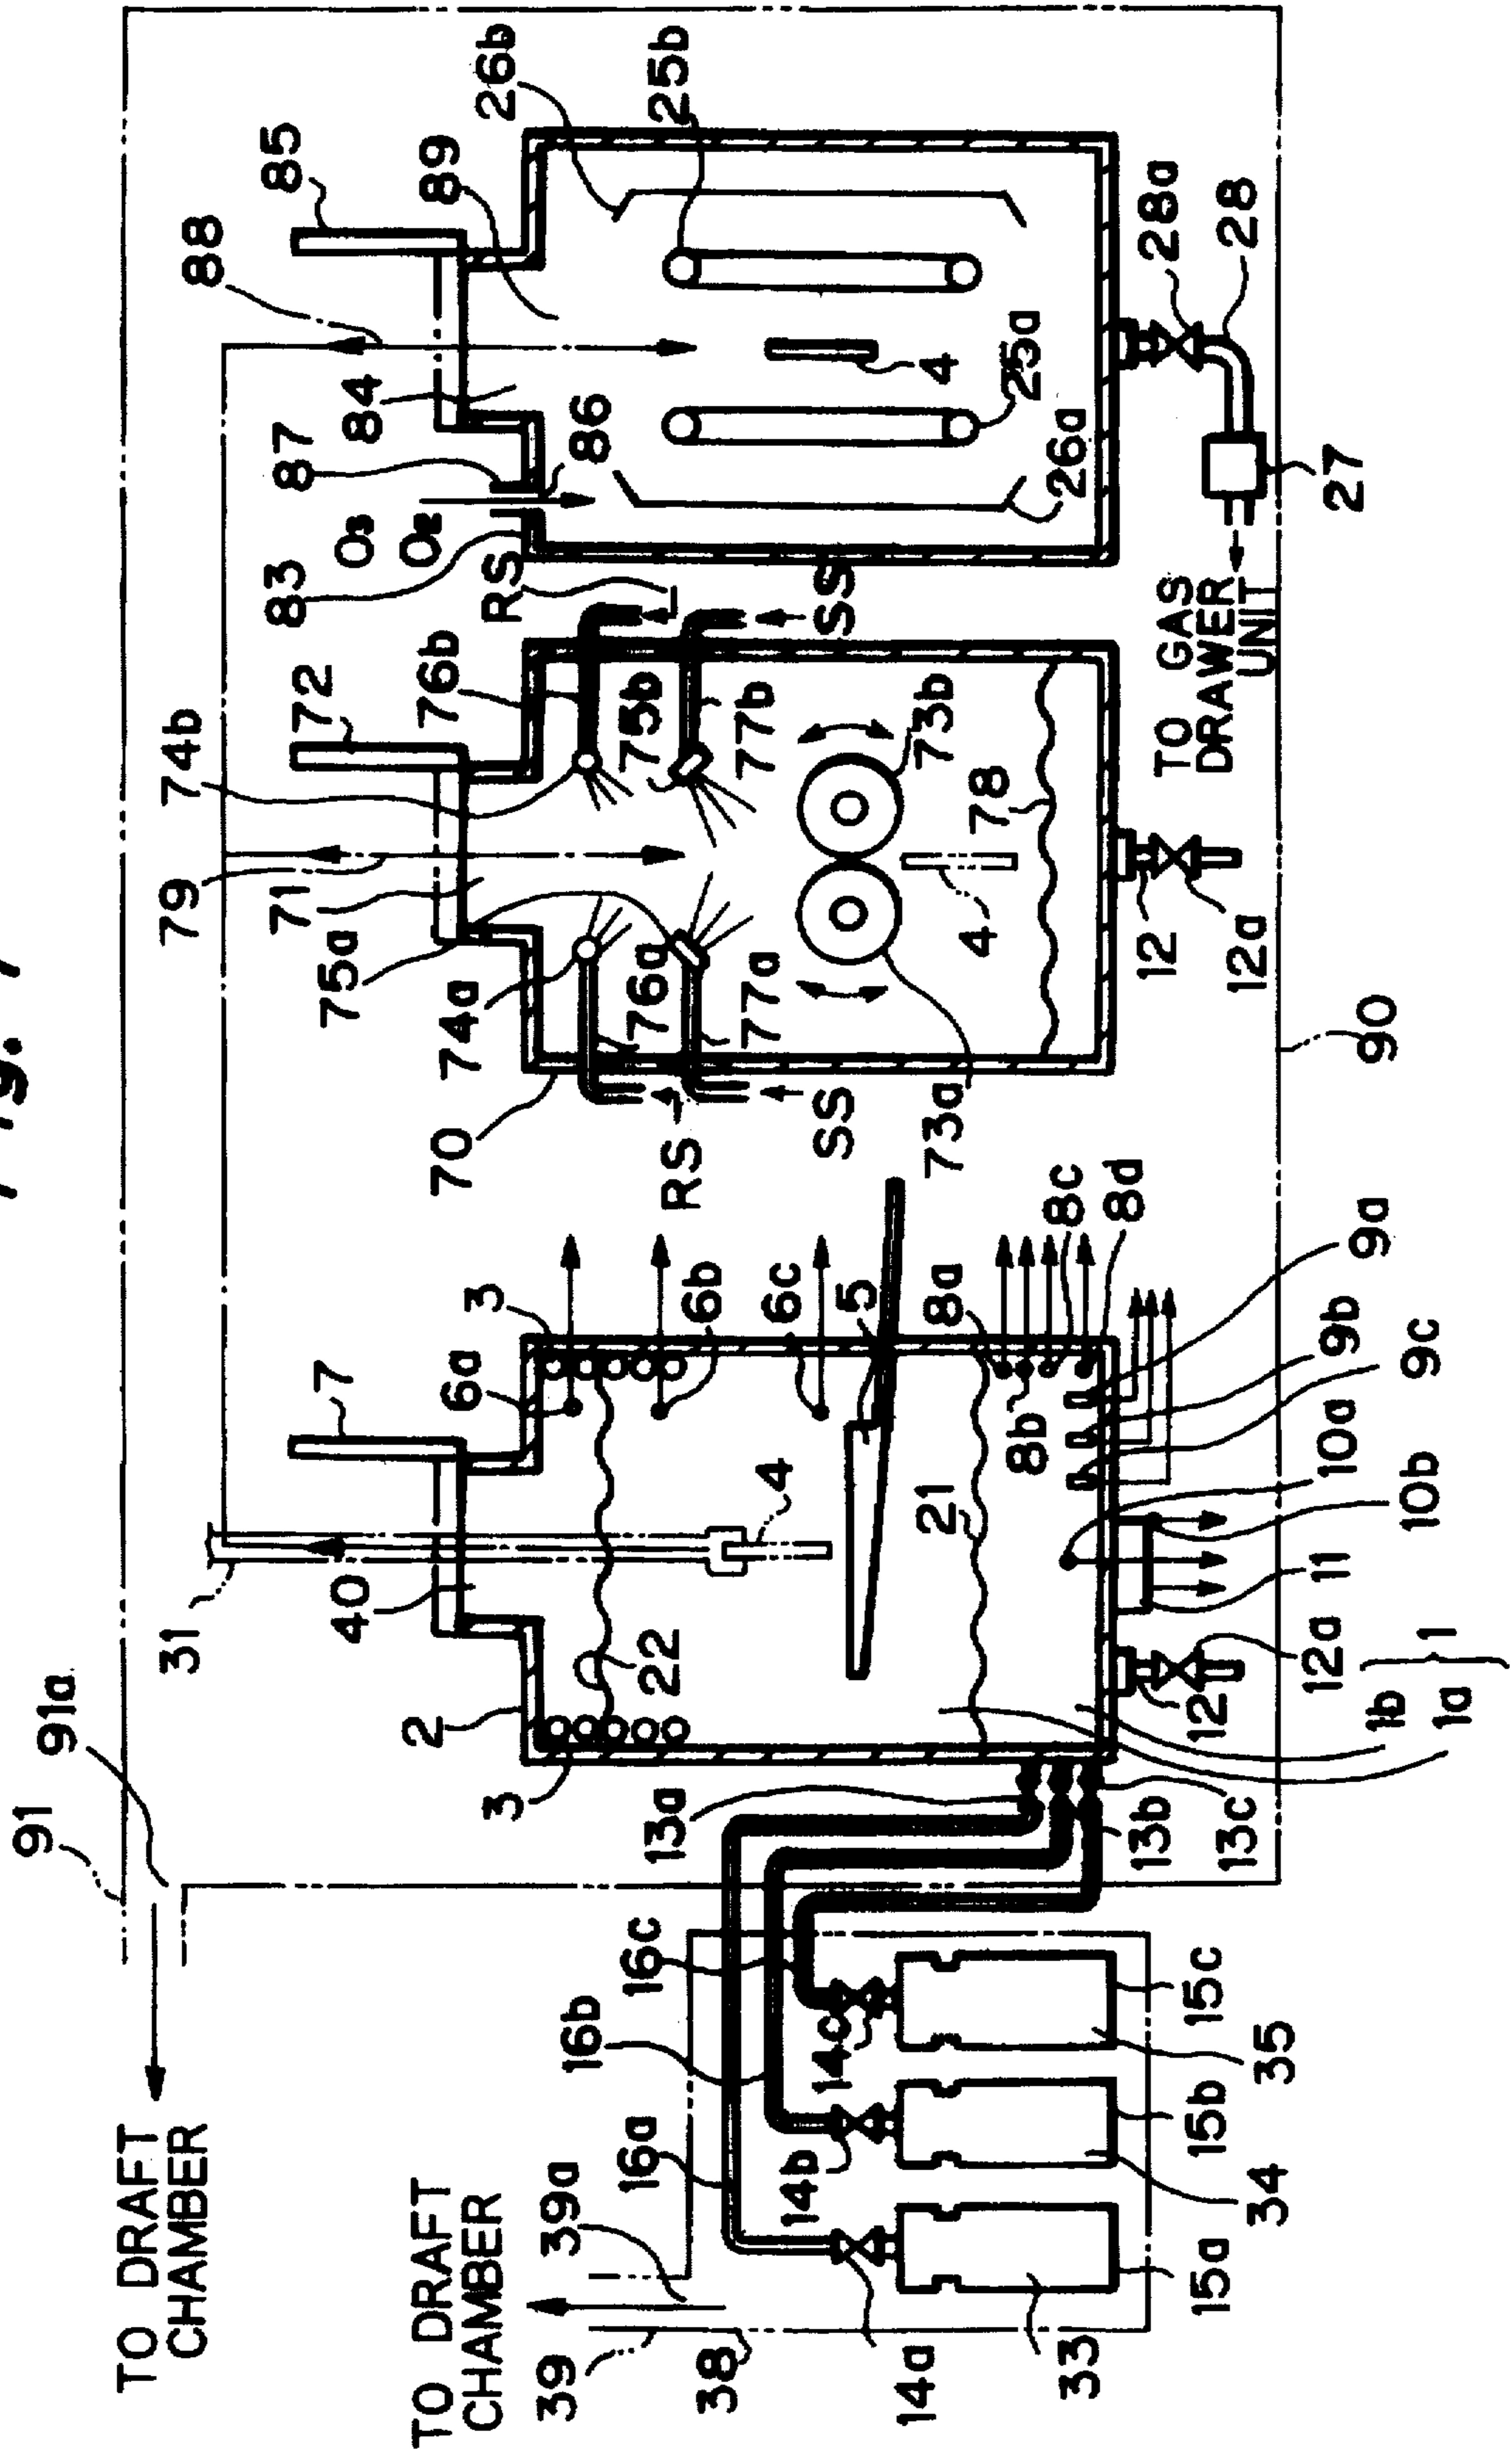 Fig. 7
TO DRAFT
CHAMBER
91
91a
31
79
74b
88
TO DRAFT
CHAMBER
39
39a
38
16a
16b
16c
3
2
40
22
7
6a
3
6b
6c
5
4
21
70
75a
71
72
74a
76a
77a
76b
75b
77b
RS
SS
RS
SS
73a
73b
4
78
83
O3
O2
87
84
86
85
89
26b
25b
4
25a
26a
14a
14b
14c
13a
13b
13c
33
15a
34
15b
35
15c
8a
8b
8c
8d
9a
9b
9c
10a
10b
11
12
12a
1b
1a
1
12
12a
90
28a
28
27
TO GAS
DRAWER
UNIT